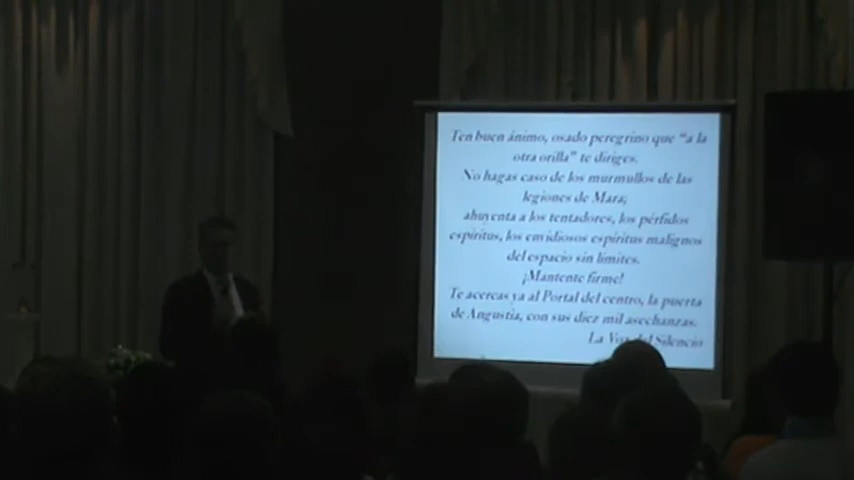 Ten buen ánimo, osado peregrino que “a la
otra orilla” te diriges.
No hagas caso de los murmullos de las
legiones de Mara;
ahuyenta a los tentadores, los pérfidos
espíritus, los envidiosos espíritus malignos
del espacio sin límites.
¡Mantente firme!
Te acercas ya al Portal del centro, la puerta
de Angustia, con sus diez mil asechanzas.
La Voz del Silencio